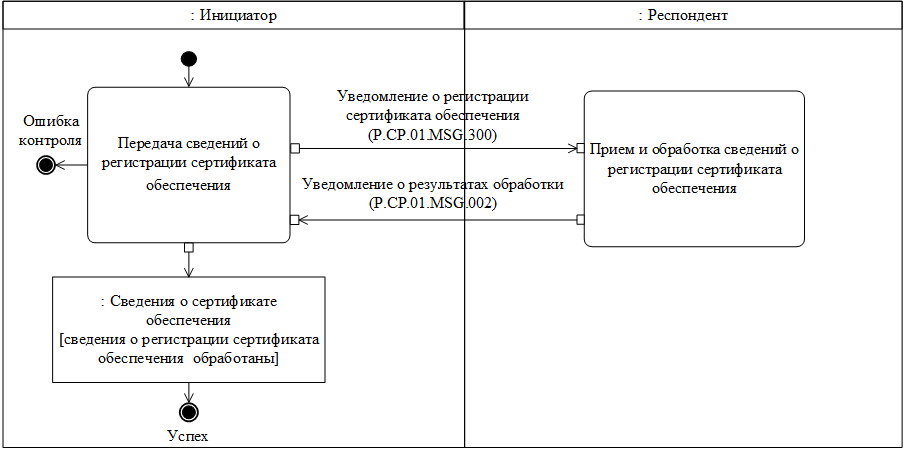 : Инициатор
: Респондент
Ошибка
контроля
Передача сведений о
регистрации сертификата
обеспечения
Уведомление о регистрации
сертификата обеспечения
(P.CP.01.MSG.300)
Прием и обработка сведений о
регистрации сертификата
обеспечения
Уведомление о результатах обработки
(P.CP.01.MSG.002)
: Сведения о сертификате
обеспечения
[сведения о регистрации сертификата
обеспечения обработаны]
Успех